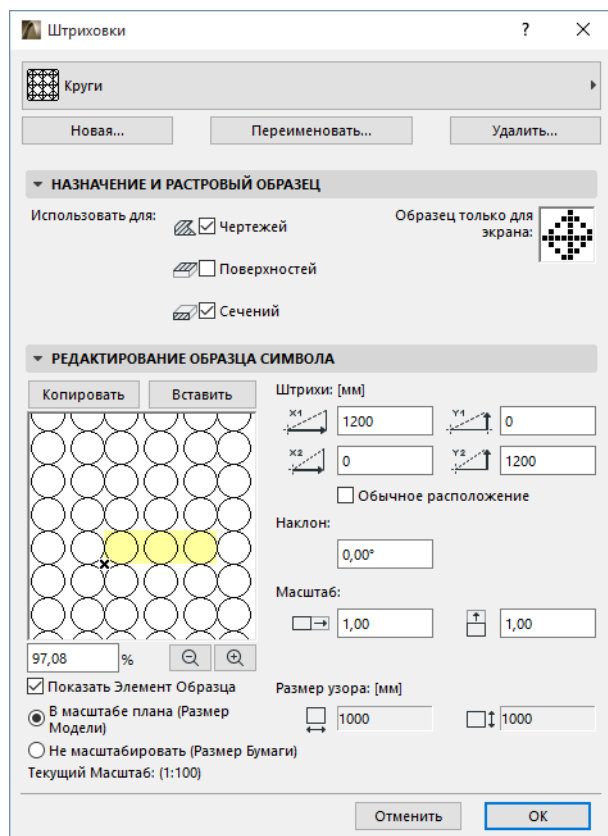 Штриховки ?
Круги
Новая... Переименовать... Удалить...
НАЗНАЧЕНИЕ И РАСТРОВЫЙ ОБРАЗЕЦ
Использовать для: Чертежей Образец только для
экрана:
Поверхностей
Сечений
РЕДАКТИРОВАНИЕ ОБРАЗЦА СИМВОЛА
Копировать Вставить Штрихи: [мм]
X1 1200 Y1 0
X2 0 Y2 1200
Обычное расположение
Наклон:
0,00°
Масштаб:
1,00 1,00
97,08 %
Показать Элемент Образца Размер узора: [мм]
В масштабе плана (Размер
Модели) 1000 1000
Не масштабировать (Размер Бумаги)
Текущий Масштаб: (1:100)
Отменить ОК